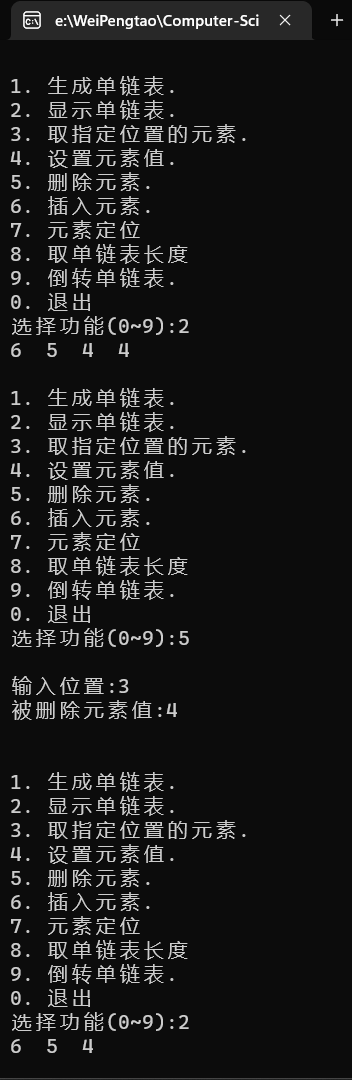 e:\WeiPengtao\Computer-Sci
1. 生成单链表.
2. 显示单链表.
3. 取指定位置的元素.
4. 设置元素值.
5. 删除元素.
6. 插入元素.
7. 元素定位
8. 取单链表长度
9. 倒转单链表.
0. 退出
选择功能(0~9):2
6  5  4  4
1. 生成单链表.
2. 显示单链表.
3. 取指定位置的元素.
4. 设置元素值.
5. 删除元素.
6. 插入元素.
7. 元素定位
8. 取单链表长度
9. 倒转单链表.
0. 退出
选择功能(0~9):5
输入位置:3
被删除元素值:4
1. 生成单链表.
2. 显示单链表.
3. 取指定位置的元素.
4. 设置元素值.
5. 删除元素.
6. 插入元素.
7. 元素定位
8. 取单链表长度
9. 倒转单链表.
0. 退出
选择功能(0~9):2
6  5  4